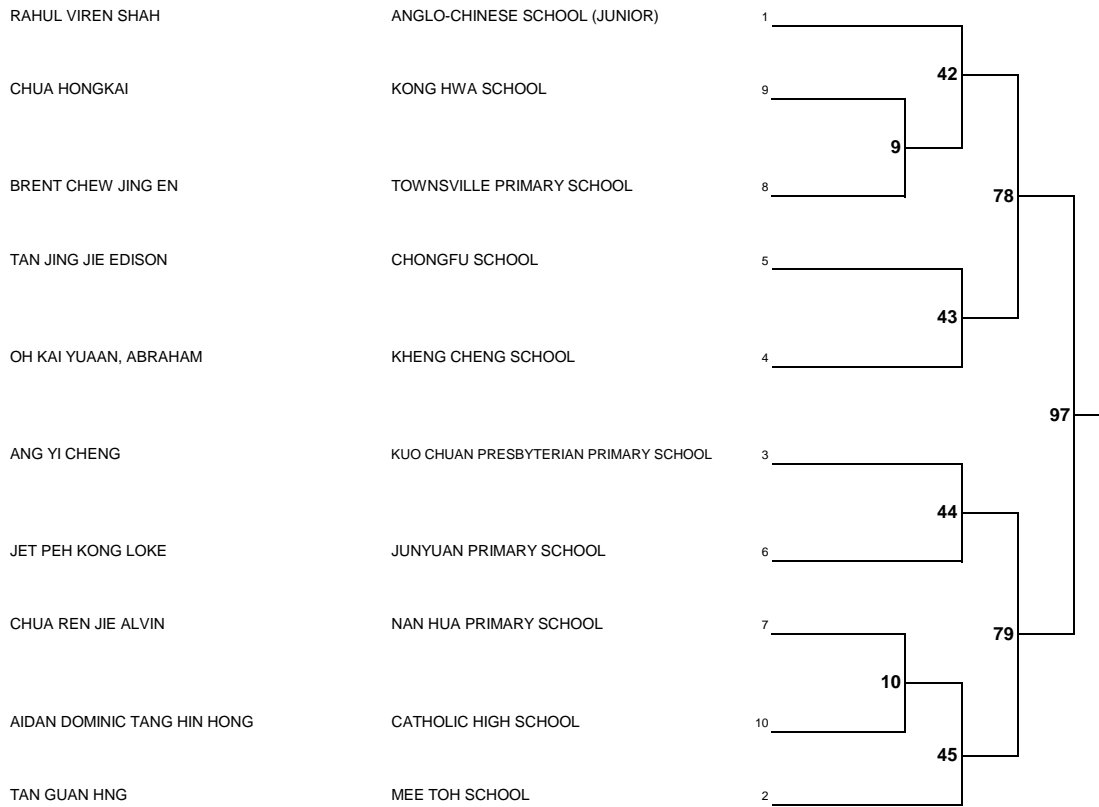 RAHUL VIREN SHAH ANGLO-CHINESE SCHOOL (JUNIOR) 1
42
CHUA HONGKAI KONG HWA SCHOOL 9
9
BRENT CHEW JING EN TOWNSVILLE PRIMARY SCHOOL 8
78
TAN JING JIE EDISON CHONGFU SCHOOL 5
43
OH KAI YUAAN, ABRAHAM KHENG CHENG SCHOOL 4
97
ANG YI CHENG KUO CHUAN PRESBYTERIAN PRIMARY SCHOOL 3
44
JET PEH KONG LOKE JUNYUAN PRIMARY SCHOOL 6
CHUA REN JIE ALVIN NAN HUA PRIMARY SCHOOL 7
79
10
AIDAN DOMINIC TANG HIN HONG CATHOLIC HIGH SCHOOL 10
45
TAN GUAN HNG MEE TOH SCHOOL 2